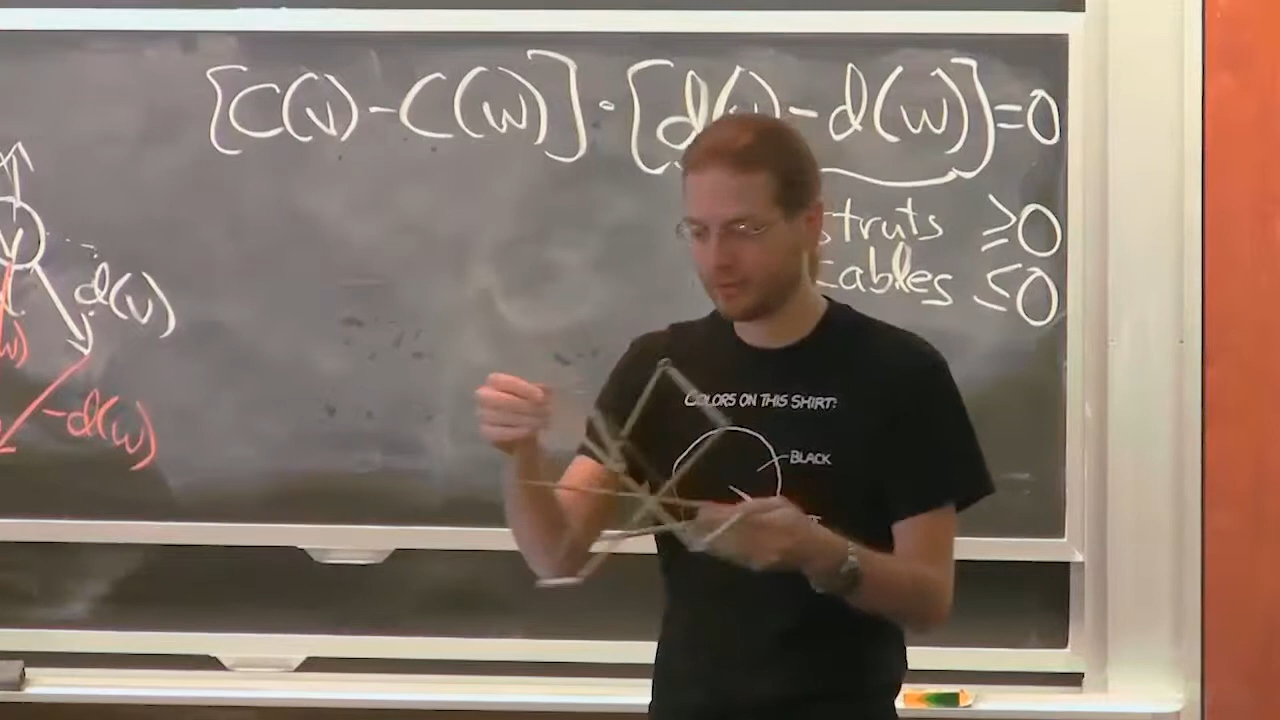 [C(v)-C(w)]·[d(v)-d(w)]=0
struts ≥0
cables ≤0
v
d(v)
-d(w)
COLORS ON THIS SHIRT:
BLACK